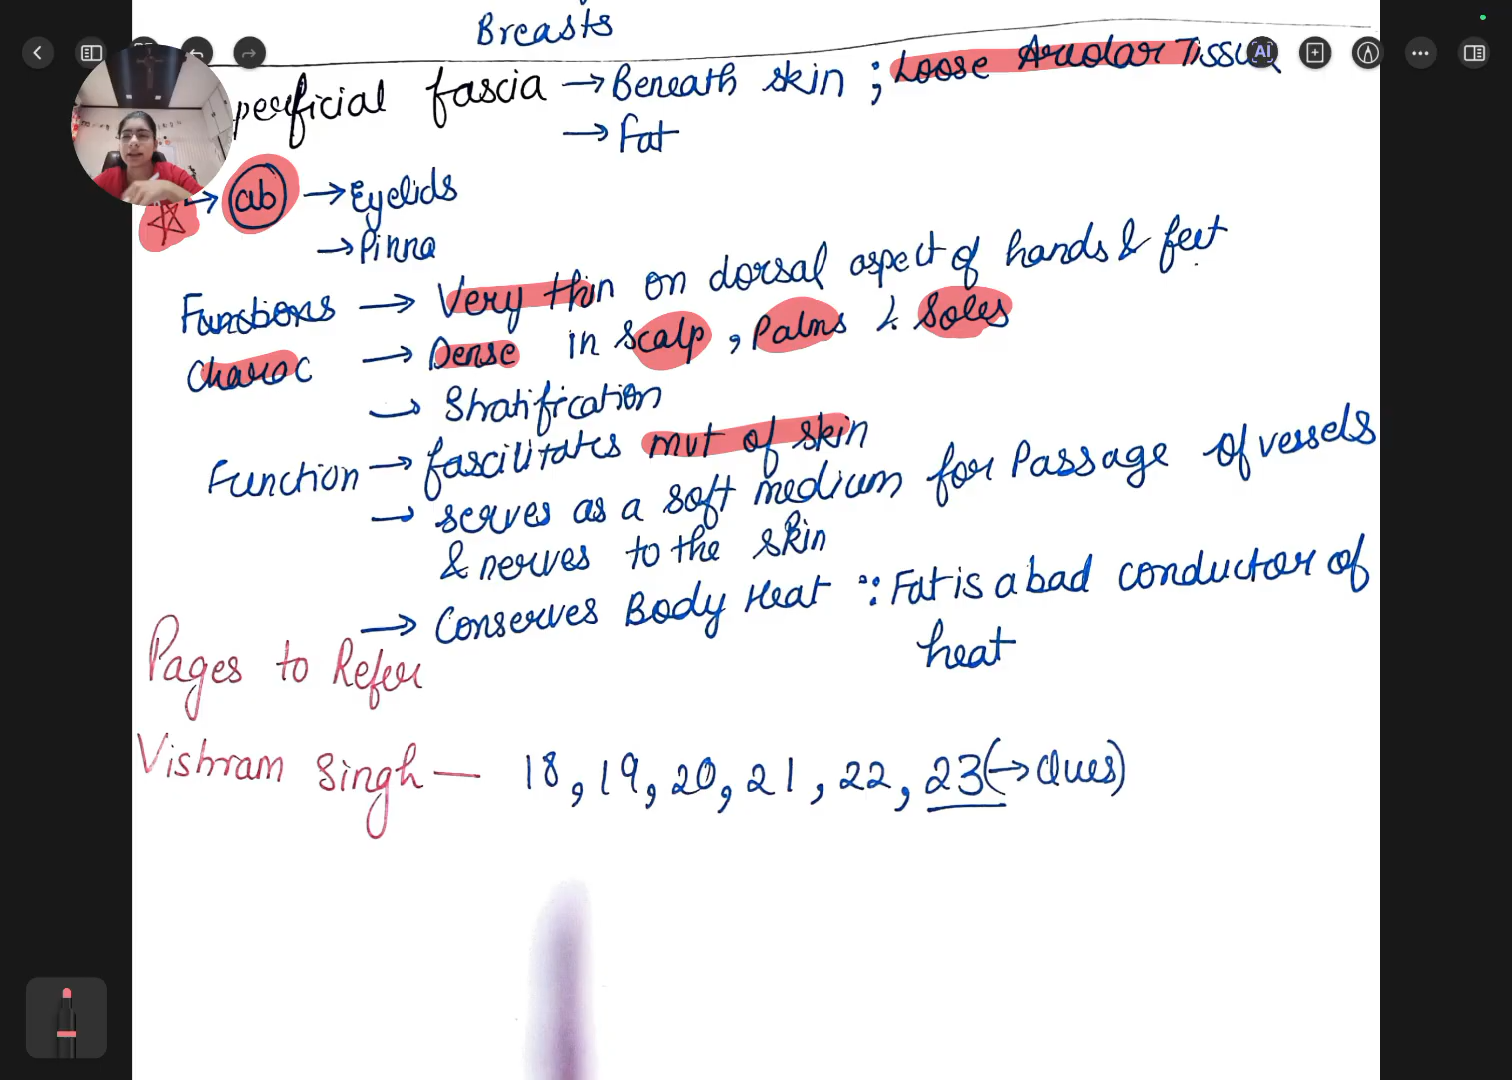 Breasts
perficial fascia → Beneath skin ; Loose Areolar Tissue
→ Fat
→ ab → Eyelids
→ Pinna
Functions → Very thin on dorsal aspect of hands & feet
Charac → Dense in scalp, Palms & Soles
→ Stratification
Function → fascilitates mvt of skin
→ serves as a soft medium for Passage of vessels
& nerves to the skin
→ Conserves Body Heat ∵ Fat is a bad conductor of
heat
Pages to Refer
Vishram Singh — 18, 19, 20, 21, 22, 23 (→ Ques)
AI